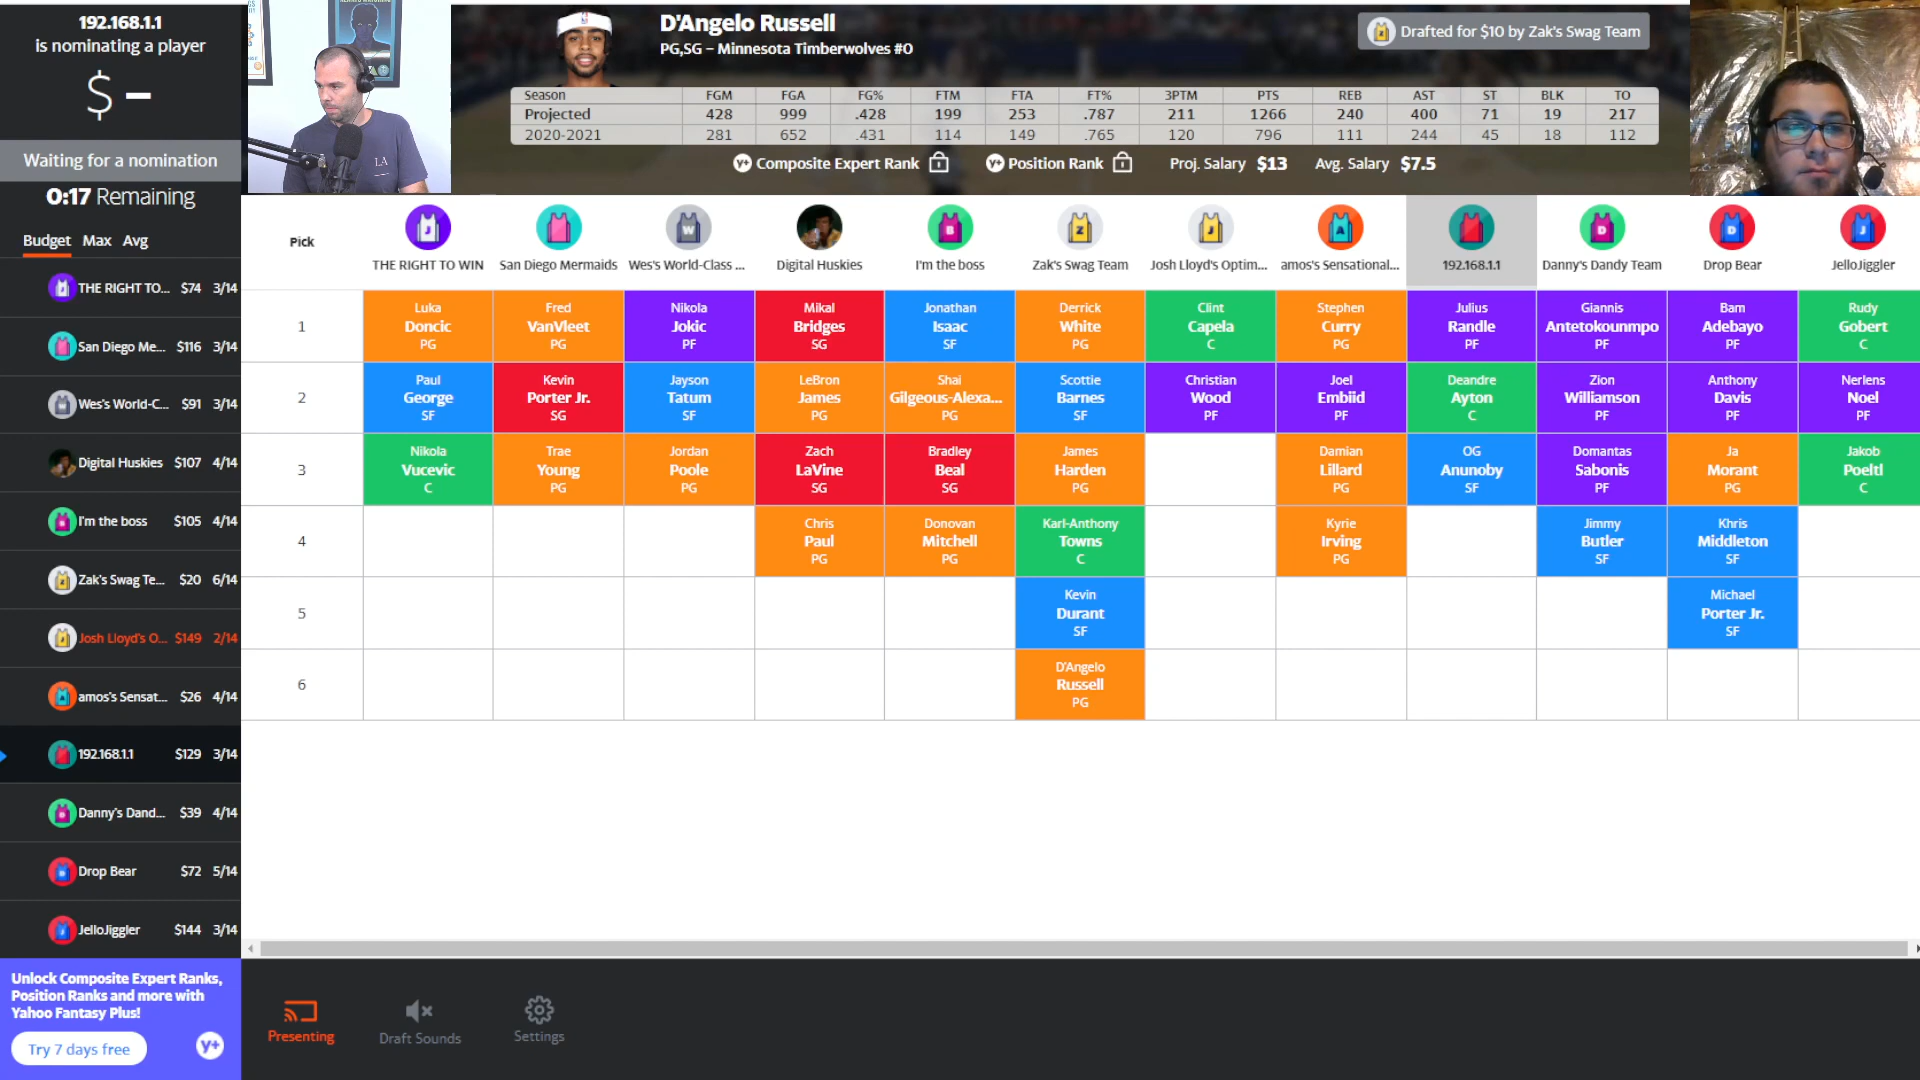 192.168.1.1
is nominating a player
$ –
Waiting for a nomination
0:17 Remaining
Budget Max Avg
THE RIGHT TO... $74 3/14
San Diego Me... $116 3/14
Wes's World-C... $91 3/14
Digital Huskies $107 4/14
I'm the boss $105 4/14
Zak's Swag Te... $20 6/14
Josh Lloyd's O... $149 2/14
amos's Sensat... $26 4/14
192.168.1.1 $129 3/14
Danny's Dand... $39 4/14
Drop Bear $72 5/14
JelloJiggler $144 3/14
Unlock Composite Expert Ranks,
Position Ranks and more with
Yahoo Fantasy Plus!
Try 7 days free
y+
LA
D'Angelo Russell
PG,SG – Minnesota Timberwolves #0
Drafted for $10 by Zak's Swag Team
Season FGM FGA FG% FTM FTA FT% 3PTM PTS REB AST ST BLK TO
Projected 428 999 .428 199 253 .787 211 1266 240 400 71 19 217
2020-2021 281 652 .431 114 149 .765 120 796 111 244 45 18 112
y+ Composite Expert Rank y+ Position Rank Proj. Salary $13 Avg. Salary $7.5
Pick
THE RIGHT TO WIN San Diego Mermaids Wes's World-Class ... Digital Huskies I'm the boss Zak's Swag Team Josh Lloyd's Optim... amos's Sensational... 192.168.1.1 Danny's Dandy Team Drop Bear JelloJiggler
1
Luka Fred Nikola Mikal Jonathan Derrick Clint Stephen Julius Giannis Bam Rudy
Doncic VanVleet Jokic Bridges Isaac White Capela Curry Randle Antetokounmpo Adebayo Gobert
PG PG PF SG SF PG C PG PF PF PF C
2
Paul Kevin Jayson LeBron Shai Scottie Christian Joel Deandre Zion Anthony Nerlens
George Porter Jr. Tatum James Gilgeous-Alexa... Barnes Wood Embiid Ayton Williamson Davis Noel
SF SG SF PG PG SF PF PF C PF PF PF
3
Nikola Trae Jordan Zach Bradley James Damian OG Domantas Ja Jakob
Vucevic Young Poole LaVine Beal Harden Lillard Anunoby Sabonis Morant Poeltl
C PG PG SG SG PG PG SF PF PG C
4
Chris Donovan Karl-Anthony Kyrie Jimmy Khris
Paul Mitchell Towns Irving Butler Middleton
PG PG C PG SF SF
5
Kevin Michael
Durant Porter Jr.
SF SF
6
D'Angelo
Russell
PG
Presenting
Draft Sounds
Settings